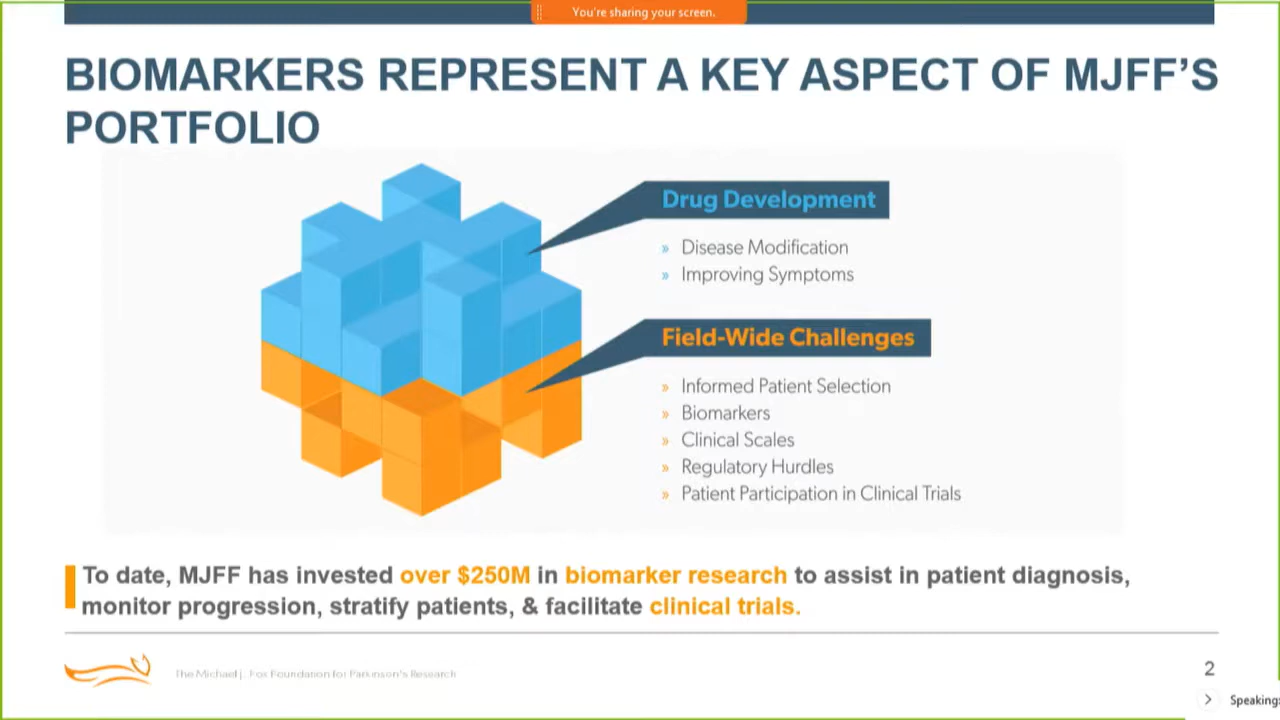 You're sharing your screen.
BIOMARKERS REPRESENT A KEY ASPECT OF MJFF'S
PORTFOLIO
Drug Development
» Disease Modification
» Improving Symptoms
Field-Wide Challenges
» Informed Patient Selection
» Biomarkers
» Clinical Scales
» Regulatory Hurdles
» Patient Participation in Clinical Trials
To date, MJFF has invested over $250M in biomarker research to assist in patient diagnosis,
monitor progression, stratify patients, & facilitate clinical trials.
The Michael J. Fox Foundation for Parkinson's Research
2
Speaking: